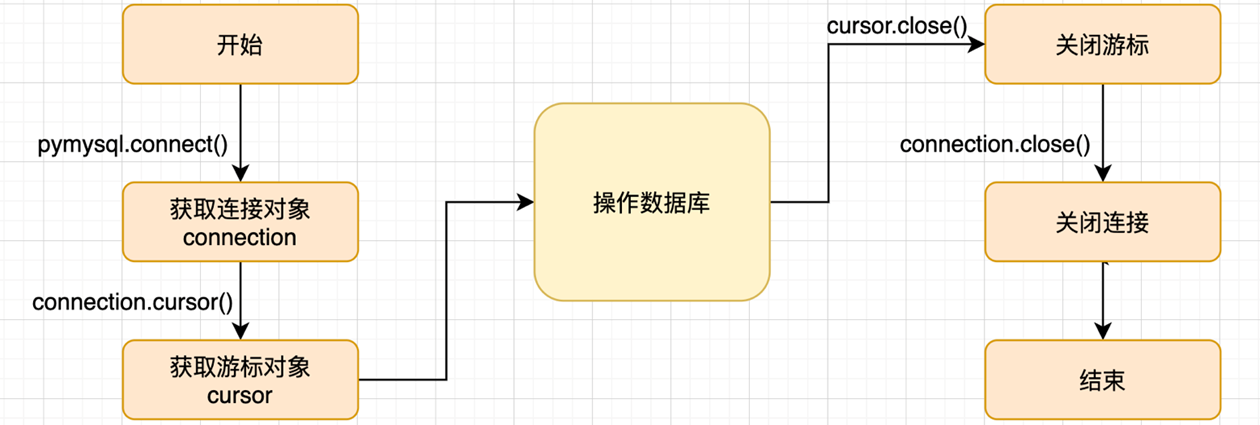 开始
pymysql.connect()
获取连接对象
connection
connection.cursor()
获取游标对象
cursor
操作数据库
cursor.close()
关闭游标
connection.close()
关闭连接
结束